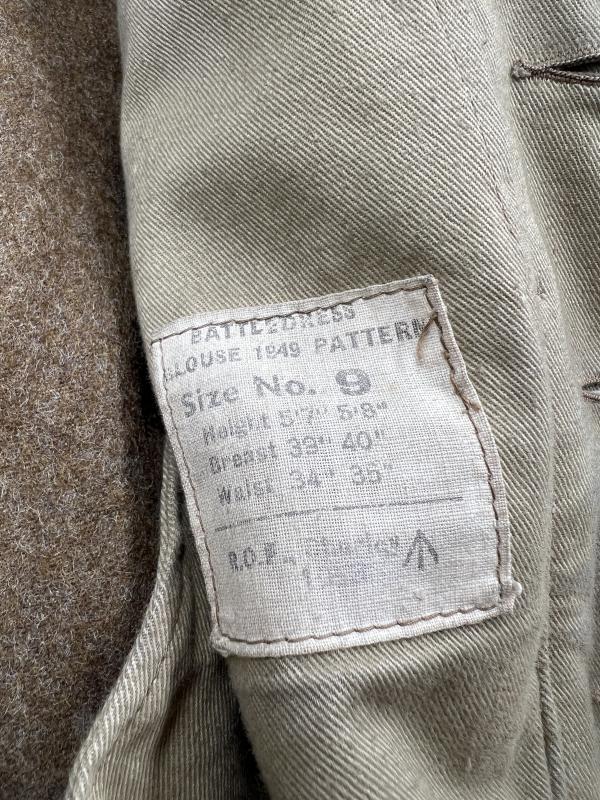 BATTLEDRESS
BLOUSE 1949 PATTERN
Size No. 9
Height 5'7" 5'8"
Breast 39" 40"
Waist 34" 35"
R.O.F.